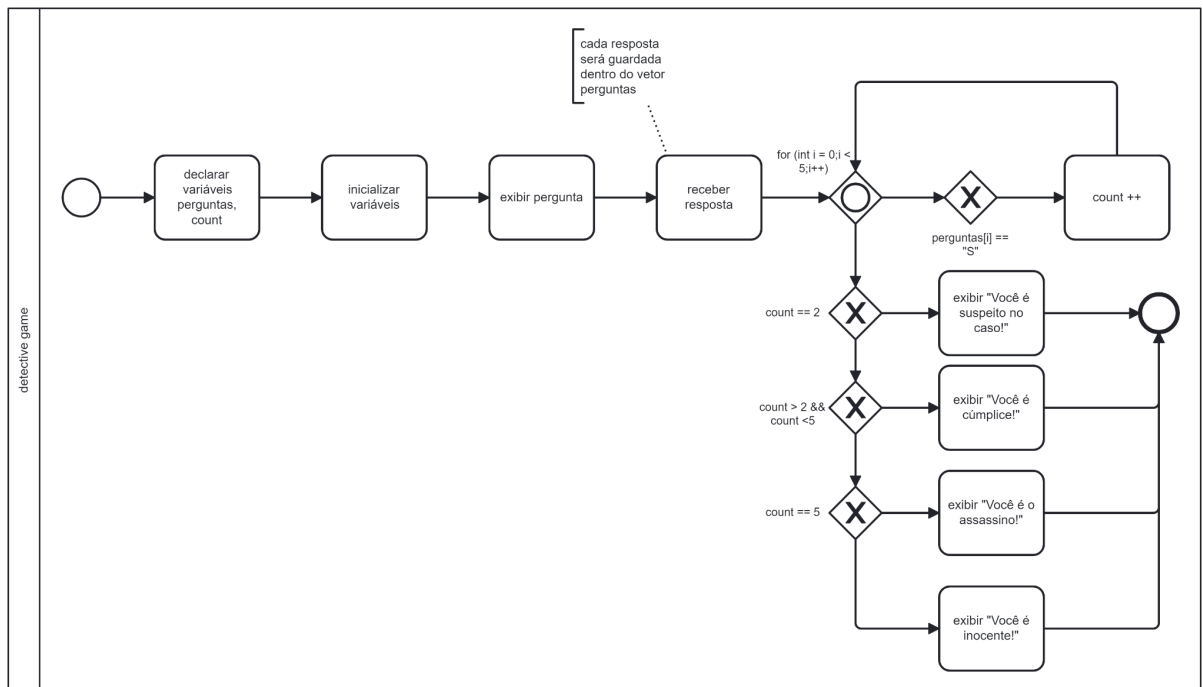 detective game
cada resposta
será guardada
dentro do vetor
perguntas
declarar
variáveis
perguntas,
count
inicializar
variáveis
exibir pergunta
receber
resposta
for (int i = 0;i <
5;i++)
perguntas[i] ==
"S"
count ++
count == 2
exibir "Você é
suspeito no
caso!"
count > 2 &&
count <5
exibir "Você é
cúmplice!"
count == 5
exibir "Você é o
assassino!"
exibir "Você é
inocente!"